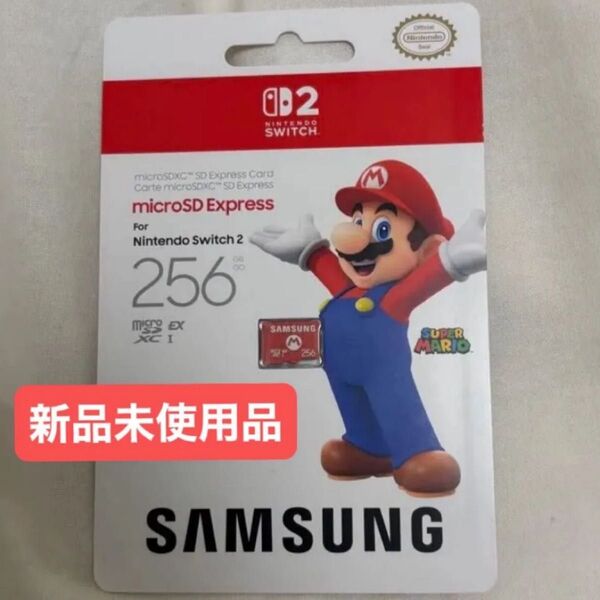 Official
Nintendo
Seal
2
NINTENDO
SWITCH
microSDXC™ SD Express Card
Carte microSDXC™ SD Express
microSD Express
For
Nintendo Switch 2
256 GB GO
micro SD XC EX I
SAMSUNG
M
256
SUPER
MARIO
新品未使用品
SAMSUNG